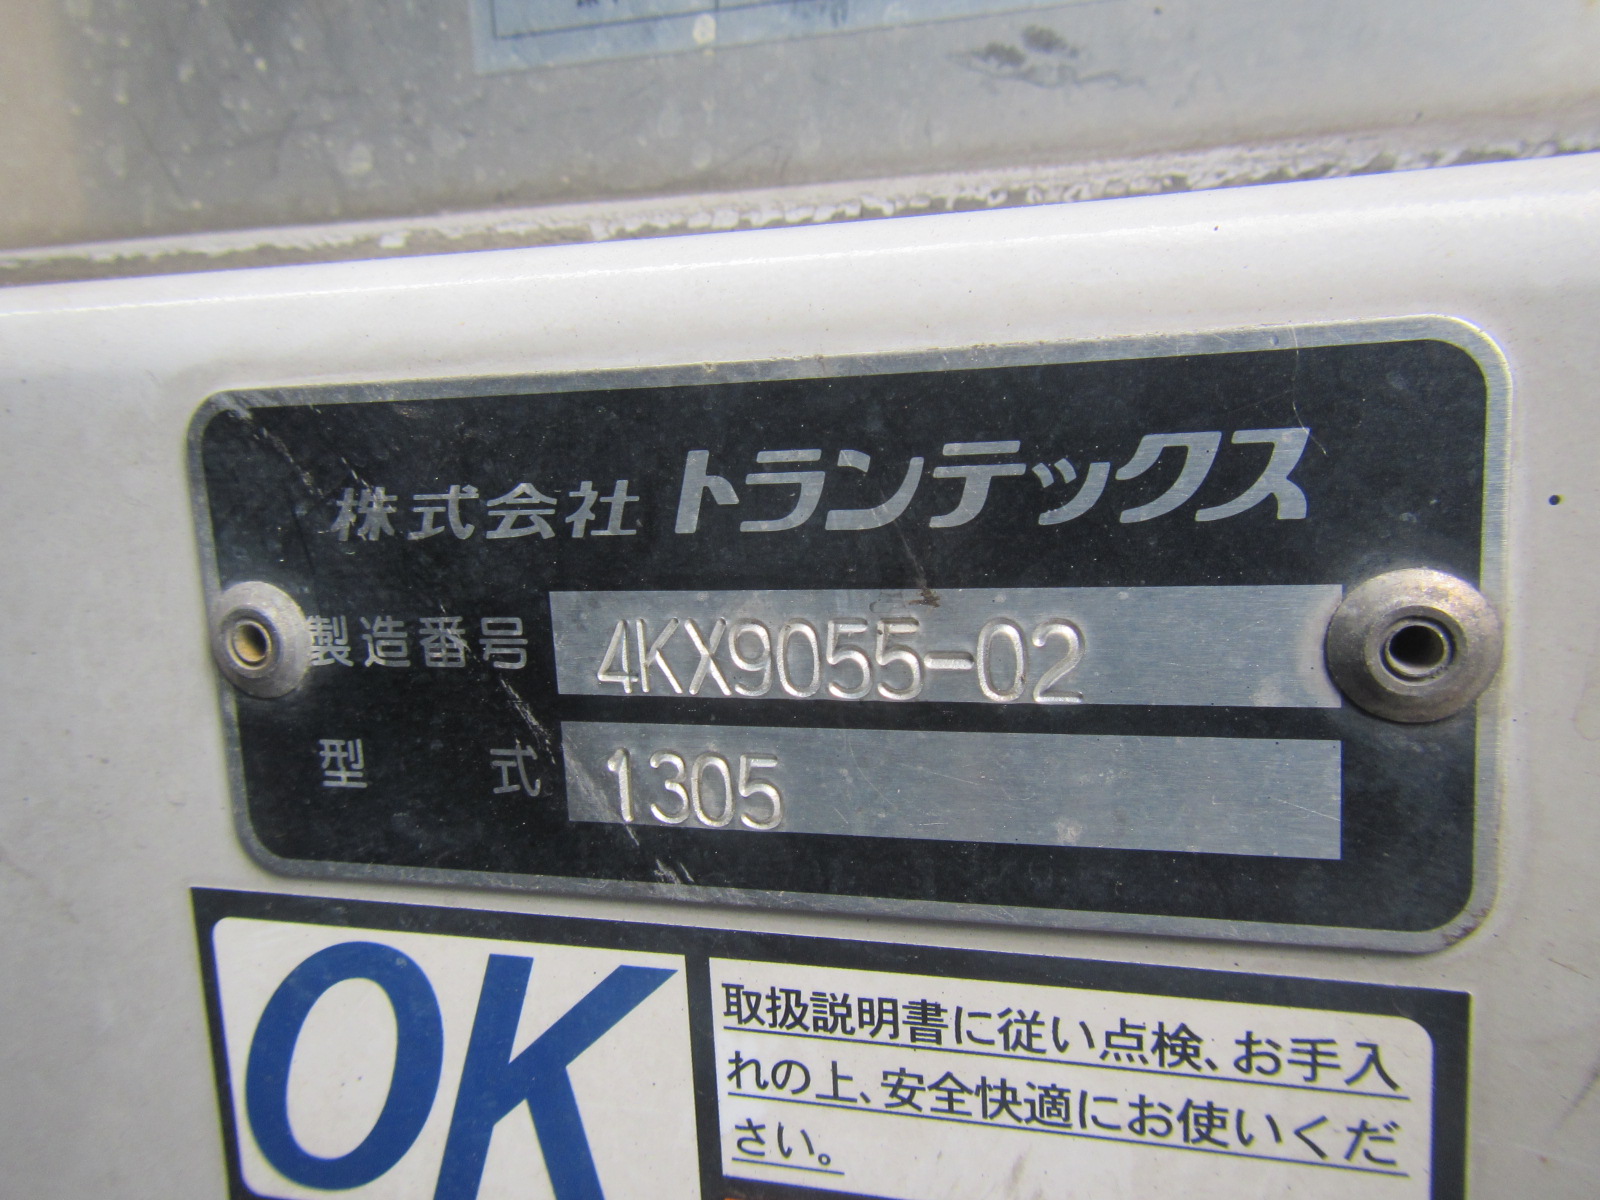 株式会社 トランテックス
製造番号 4KX9055-02
型式 1305
OK
取扱説明書に従い点検、お手入
れの上、安全快適にお使いくだ
さい。